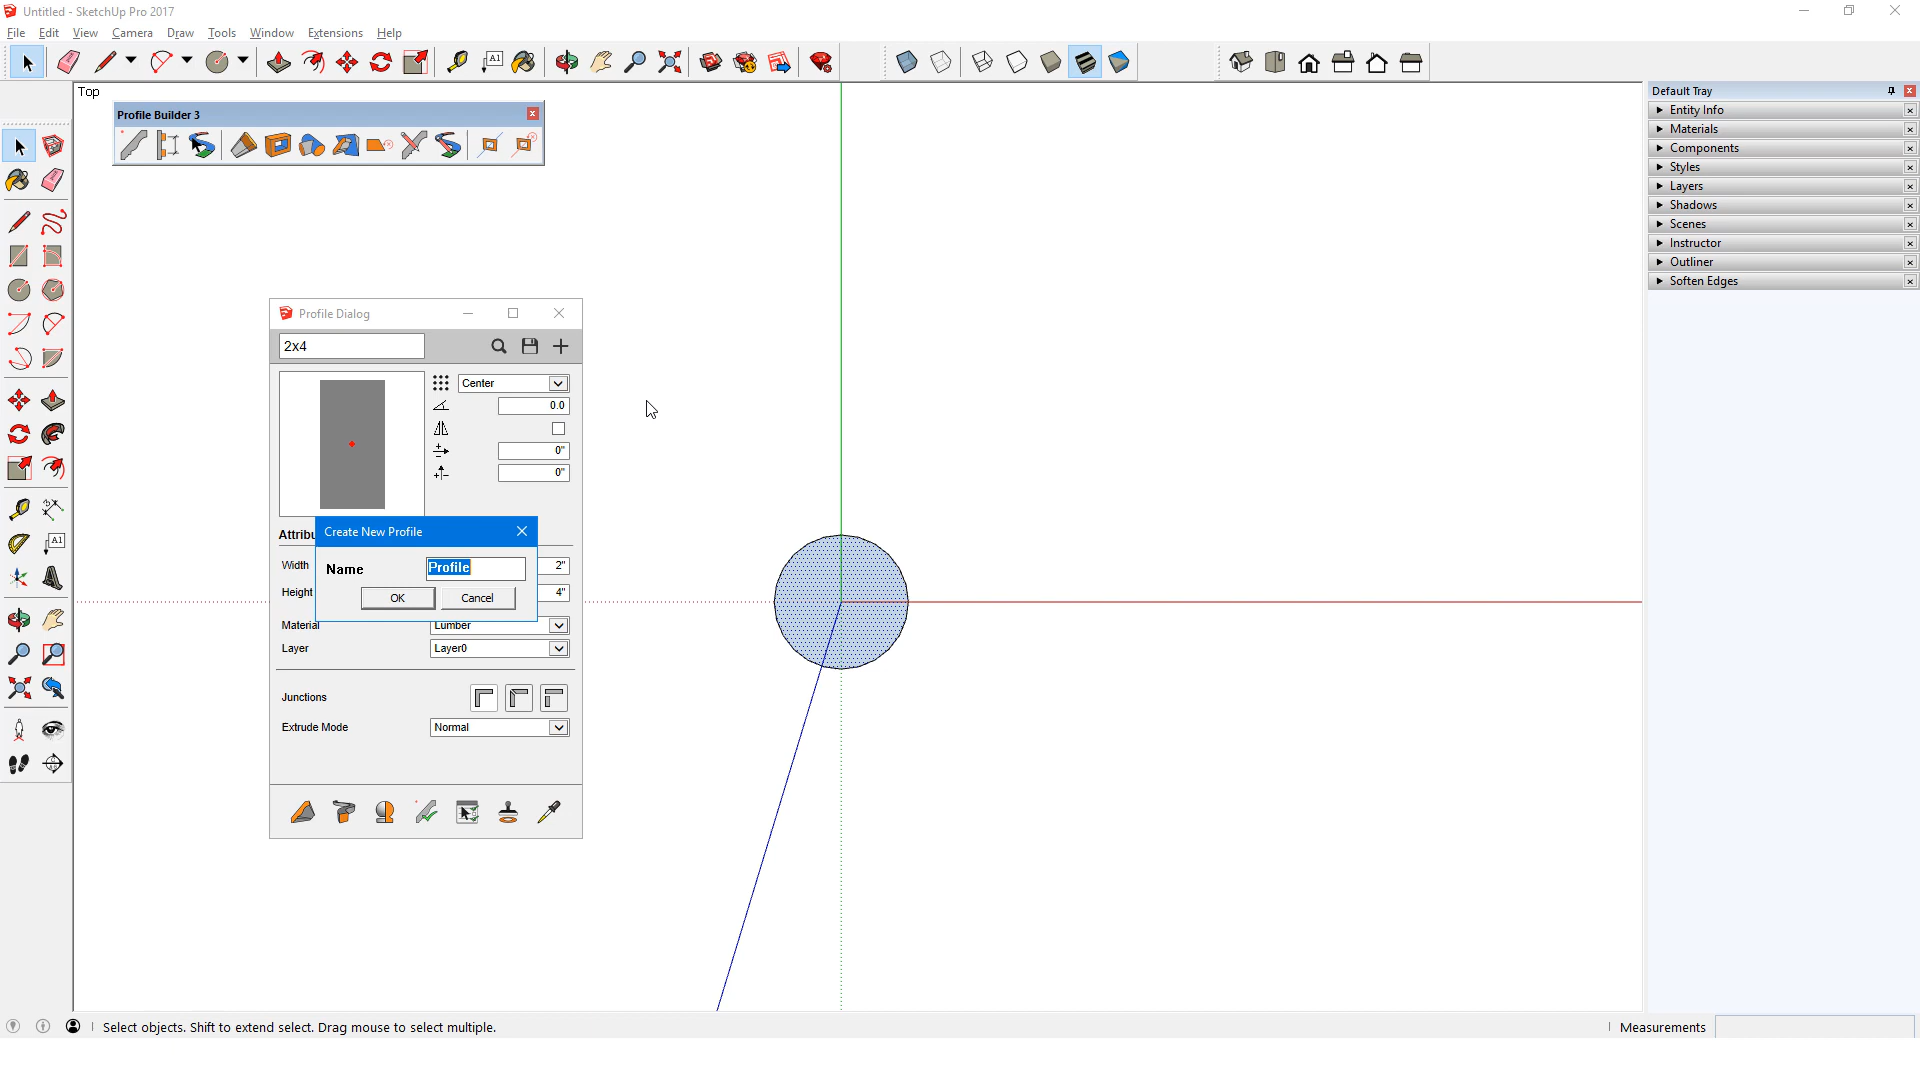 Untitled - SketchUp Pro 2017
File Edit View Camera Draw Tools Window Extensions Help
Top
Profile Builder 3
Default Tray
Entity Info
Materials
Components
Styles
Layers
Shadows
Scenes
Instructor
Outliner
Soften Edges
Profile Dialog
2x4
Center
0.0
0"
0"
Attribu
Width 2"
Height 4"
Create New Profile
Name Profile
OK Cancel
Material Lumber
Layer Layer0
Junctions
Extrude Mode Normal
Select objects. Shift to extend select. Drag mouse to select multiple.
Measurements